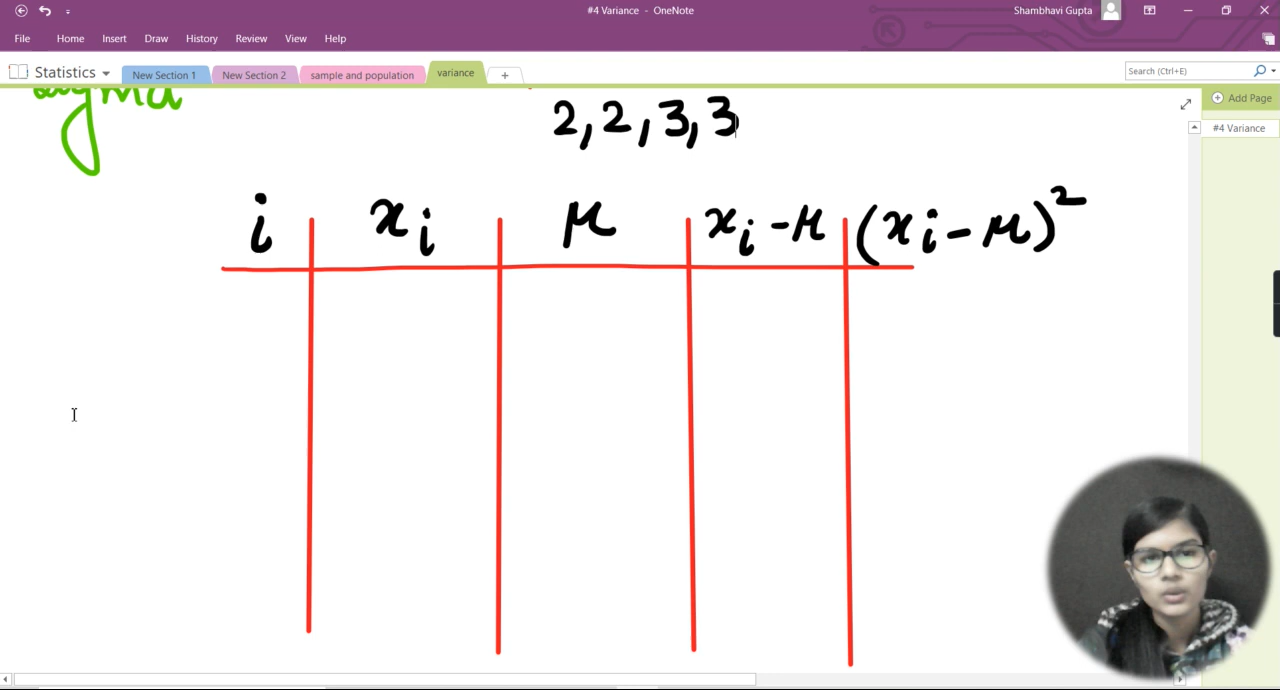 #4 Variance - OneNote
Shambhavi Gupta
File Home Insert Draw History Review View Help
Statistics New Section 1 New Section 2 sample and population variance +
Search (Ctrl+E)
Add Page
#4 Variance
sigma
2, 2, 3, 3
i xᵢ μ xᵢ - μ (xᵢ - μ)²